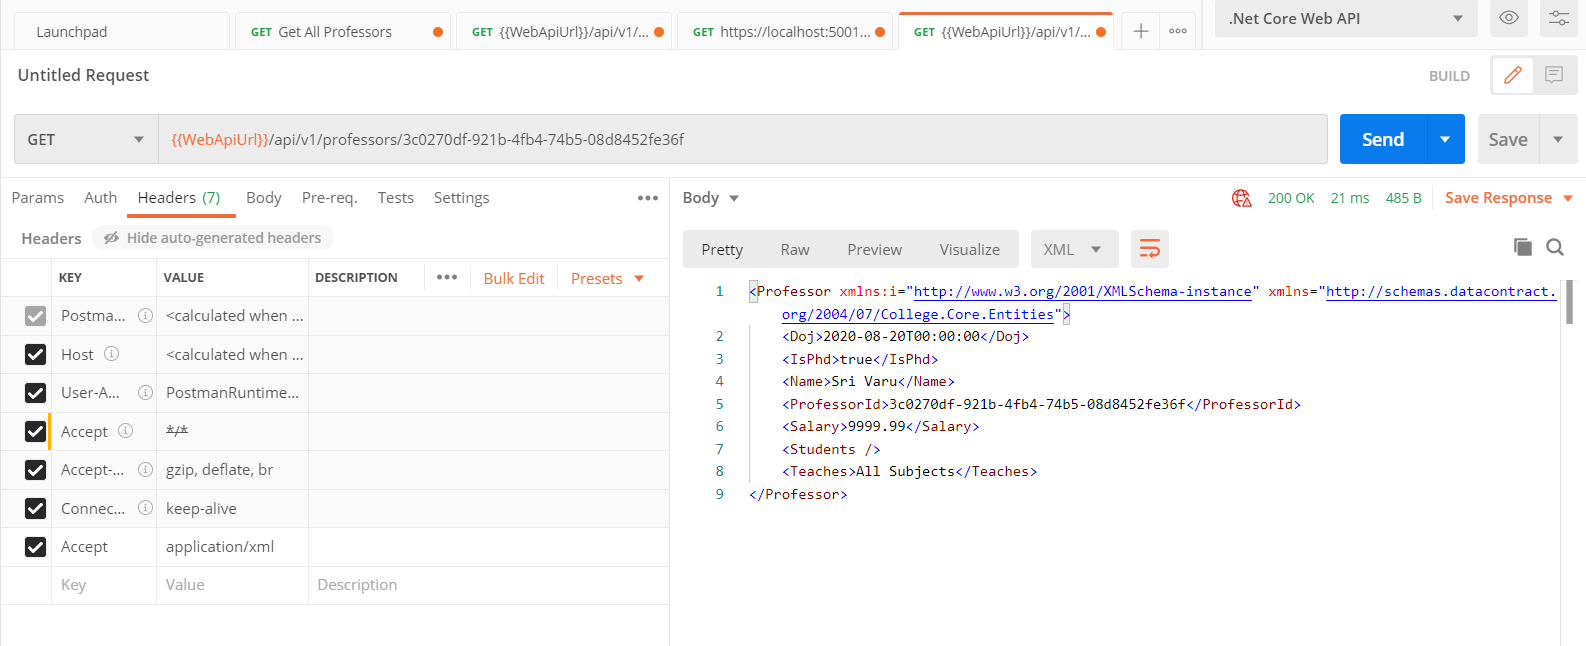 Launchpad
GET Get All Professors
GET {{WebApiUrl}}/api/v1/...
GET https://localhost:5001...
GET {{WebApiUrl}}/api/v1/...
.Net Core Web API
Untitled Request
BUILD
GET
{{WebApiUrl}}/api/v1/professors/3c0270df-921b-4fb4-74b5-08d8452fe36f
Send
Save
Params Auth Headers (7) Body Pre-req. Tests Settings
Headers Hide auto-generated headers
KEY VALUE DESCRIPTION Bulk Edit Presets
Postma... <calculated when ...
Host <calculated when ...
User-A... PostmanRuntime...
Accept */*
Accept-... gzip, deflate, br
Connec... keep-alive
Accept application/xml
Key Value Description
Body 200 OK 21 ms 485 B Save Response
Pretty Raw Preview Visualize XML
1 <Professor xmlns:i="http://www.w3.org/2001/XMLSchema-instance" xmlns="http://schemas.datacontract.
org/2004/07/College.Core.Entities">
2 <Doj>2020-08-20T00:00:00</Doj>
3 <IsPhd>true</IsPhd>
4 <Name>Sri Varu</Name>
5 <ProfessorId>3c0270df-921b-4fb4-74b5-08d8452fe36f</ProfessorId>
6 <Salary>9999.99</Salary>
7 <Students />
8 <Teaches>All Subjects</Teaches>
9 </Professor>